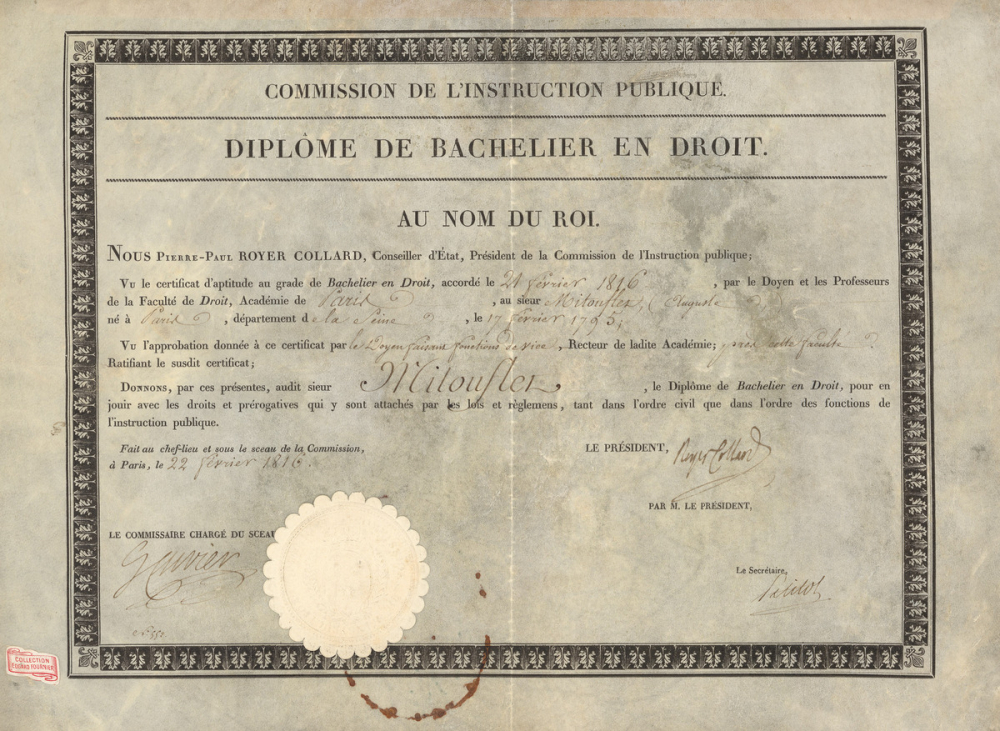 COMMISSION DE L'INSTRUCTION PUBLIQUE.
DIPLÔME DE BACHELIER EN DROIT.
AU NOM DU ROI.
NOUS PIERRE-PAUL ROYER COLLARD, Conseiller d'État, Président de la Commission de l'Instruction publique;
VU le certificat d'aptitude au grade de Bachelier en Droit, accordé le 21 février 1816 , par le Doyen et les Professeurs
de la Faculté de Droit, Académie de Paris , au sieur Mitouflet (Auguste)
né à Paris , département de la Seine , le 17 février 1795;
VU l'approbation donnée à ce certificat par le Doyen faisant fonctions de , Recteur de ladite Académie; près cette faculté
Ratifiant le susdit certificat;
DONNONS, par ces présentes, audit sieur Mitouflet , le Diplôme de Bachelier en Droit, pour en
jouir avec les droits et prérogatives qui y sont attachés par les lois et règlemens, tant dans l'ordre civil que dans l'ordre des fonctions de
l'instruction publique.
Fait au chef-lieu et sous le sceau de la Commission,
à Paris, le 22 février 1816.
LE PRÉSIDENT, Royer Collard
PAR M. LE PRÉSIDENT,
LE COMMISSAIRE CHARGÉ DU SCEAU
Le Secrétaire,
Petitot
COLLECTION